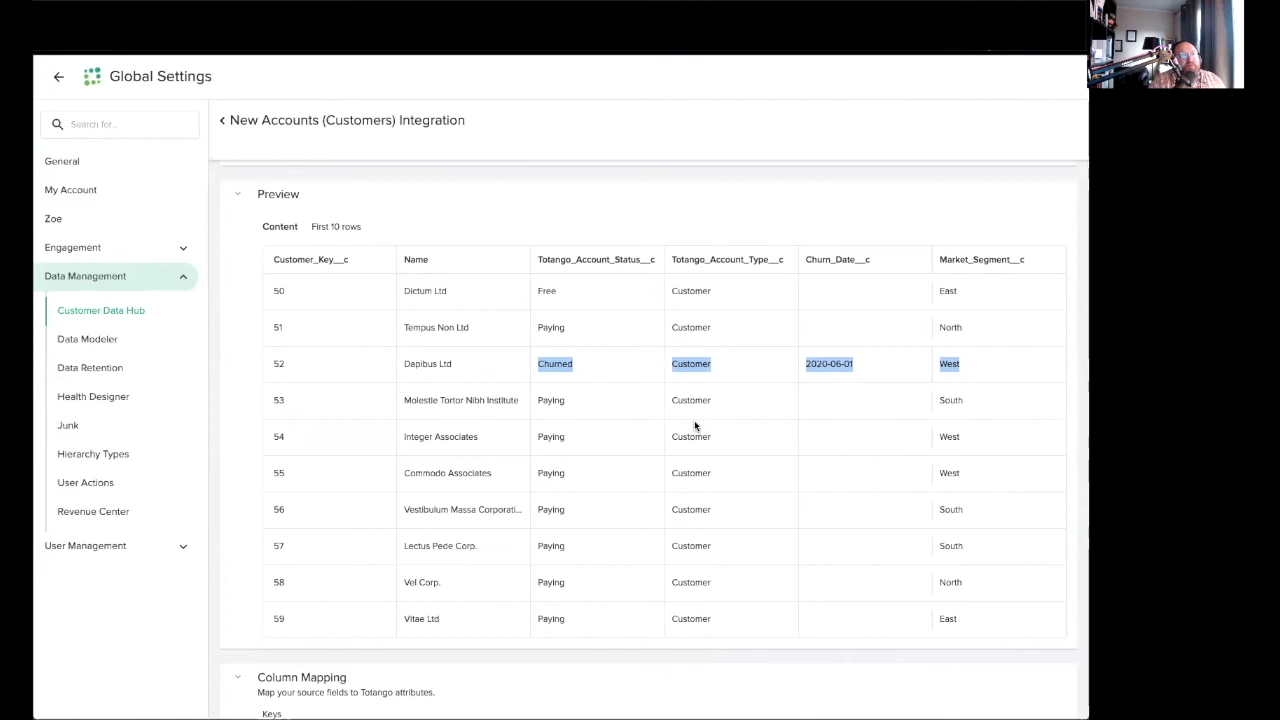 Global Settings
Search for...
General
My Account
Zoe
Engagement
Data Management
Customer Data Hub
Data Modeler
Data Retention
Health Designer
Junk
Hierarchy Types
User Actions
Revenue Center
User Management
New Accounts (Customers) Integration
Preview
Content First 10 rows
Customer_Key__c Name Totango_Account_Status__c Totango_Account_Type__c Churn_Date__c Market_Segment__c
50 Dictum Ltd Free Customer East
51 Tempus Non Ltd Paying Customer North
52 Dapibus Ltd Churned Customer 2020-06-01 West
53 Molestie Tortor Nibh Institute Paying Customer South
54 Integer Associates Paying Customer West
55 Commodo Associates Paying Customer West
56 Vestibulum Massa Corporati... Paying Customer South
57 Lectus Pede Corp. Paying Customer South
58 Vel Corp. Paying Customer North
59 Vitae Ltd Paying Customer East
Column Mapping
Map your source fields to Totango attributes.
Keys